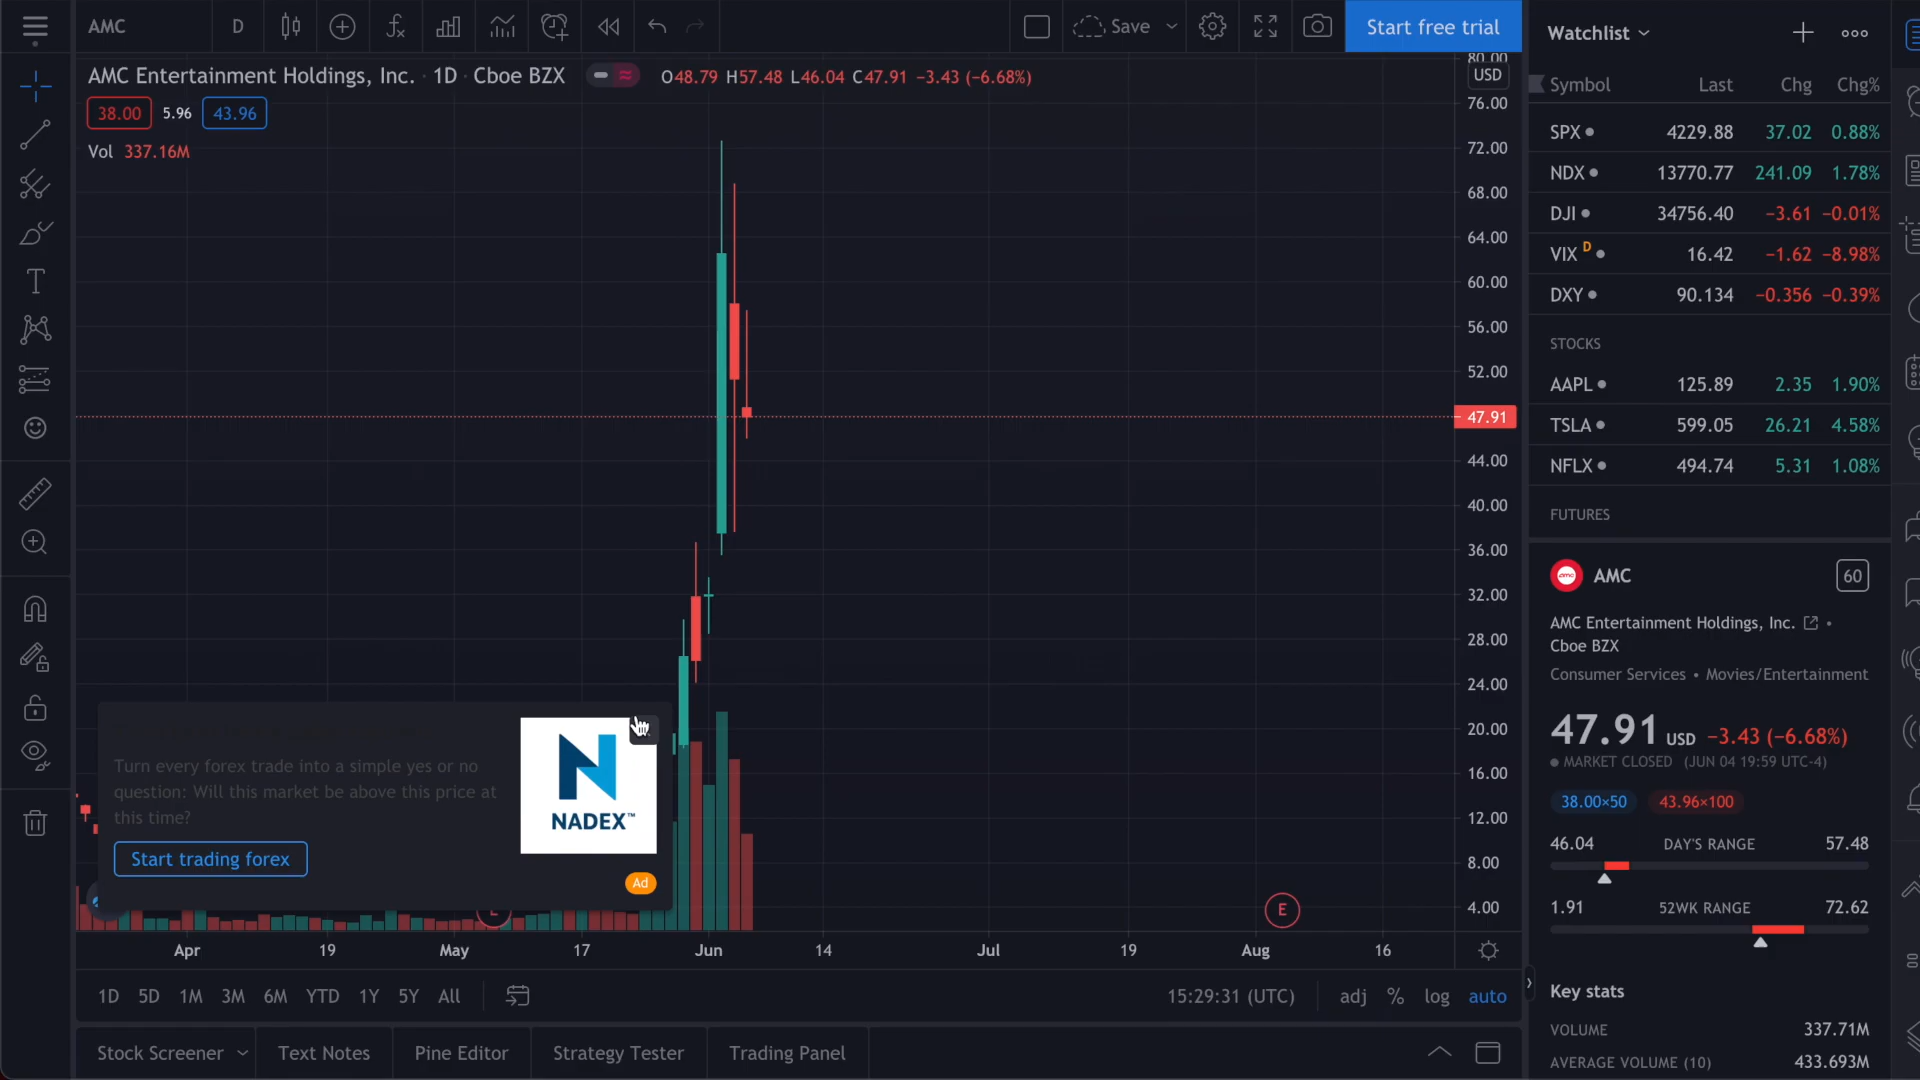 AMC
D
Save
Start free trial
AMC Entertainment Holdings, Inc. · 1D · Cboe BZX
O48.79 H57.48 L46.04 C47.91 −3.43 (−6.68%)
38.00 5.96 43.96
Vol 337.16M
80.00
USD
76.00
72.00
68.00
64.00
60.00
56.00
52.00
47.91
44.00
40.00
36.00
32.00
28.00
24.00
20.00
16.00
12.00
8.00
4.00
Turn every forex trade into a simple yes or no
question: Will this market be above this price at
this time?
Start trading forex
NADEX™
Ad
E
E
Apr 19 May 17 Jun 14 Jul 19 Aug 16
1D 5D 1M 3M 6M YTD 1Y 5Y All
15:29:31 (UTC) adj % log auto
Stock Screener Text Notes Pine Editor Strategy Tester Trading Panel
Watchlist
Symbol Last Chg Chg%
SPX 4229.88 37.02 0.88%
NDX 13770.77 241.09 1.78%
DJI 34756.40 −3.61 −0.01%
VIX D 16.42 −1.62 −8.98%
DXY 90.134 −0.356 −0.39%
STOCKS
AAPL 125.89 2.35 1.90%
TSLA 599.05 26.21 4.58%
NFLX 494.74 5.31 1.08%
FUTURES
AMC 60
AMC Entertainment Holdings, Inc. •
Cboe BZX
Consumer Services • Movies/Entertainment
47.91 USD −3.43 (−6.68%)
MARKET CLOSED (JUN 04 19:59 UTC-4)
38.00×50 43.96×100
46.04 DAY'S RANGE 57.48
1.91 52WK RANGE 72.62
Key stats
VOLUME 337.71M
AVERAGE VOLUME (10) 433.693M